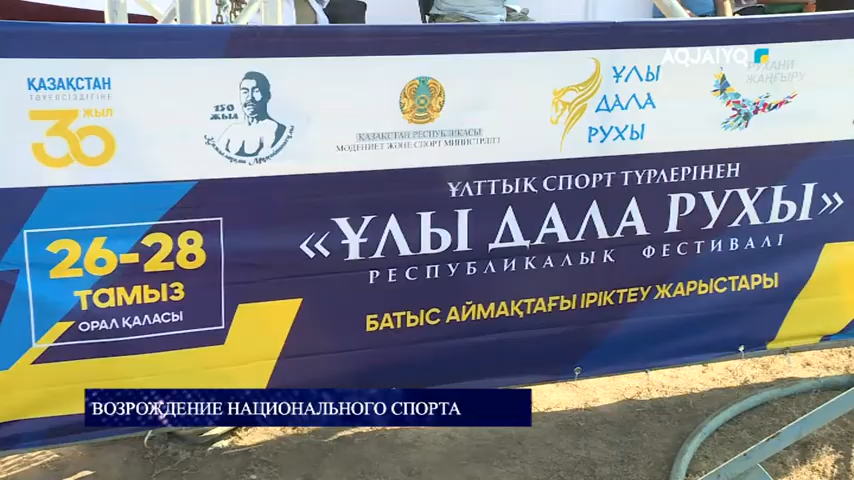 AQJAIYQ
ҚАЗАҚСТАН
ТӘУЕЛСІЗДІГІНЕ
30 ЖЫЛ
150
ЖЫЛ
ҚАЗАҚСТАН РЕСПУБЛИКАСЫ
МӘДЕНИЕТ ЖӘНЕ СПОРТ МИНИСТРЛІГІ
ҰЛЫ
ДАЛА
РУХЫ
РУХАНИ
ЖАҢҒЫРУ
ҰЛТТЫҚ СПОРТ ТҮРЛЕРІНЕН
«ҰЛЫ ДАЛА РУХЫ»
РЕСПУБЛИКАЛЫҚ ФЕСТИВАЛІ
БАТЫС АЙМАҚТАҒЫ ІРІКТЕУ ЖАРЫСТАРЫ
26-28
ТАМЫЗ
ОРАЛ ҚАЛАСЫ
ВОЗРОЖДЕНИЕ НАЦИОНАЛЬНОГО СПОРТА